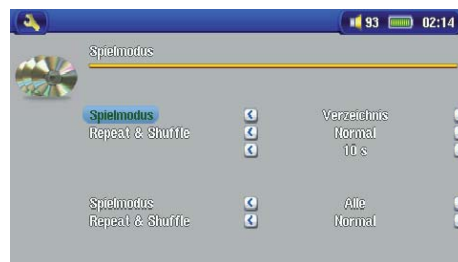 93 02:14
Spielmodus
Spielmodus Verzeichnis
Repeat & Shuffle Normal
10 s
Spielmodus Alle
Repeat & Shuffle Normal